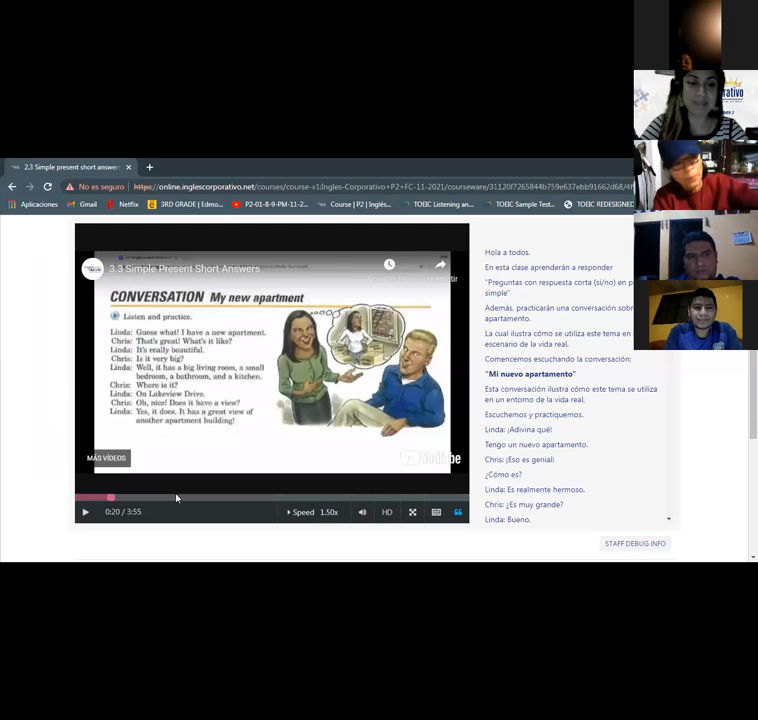 rativo
2.3 Simple present short answer:
No es seguro
https://online.inglescorporativo.net/courses/course-v1:Ingles-Corporativo+P2+FC-11-2021/courseware/31120f7265844b759e637ebb91662d68/4f
Aplicaciones
Gmail
Netflix
3RD GRADE | Edmo...
P2-01-8-9-PM-11-2...
Course | P2 | Inglés...
TOEIC Listening an...
TOEIC Sample Test...
TOEIC REDESIGNED
3.3 Simple Present Short Answers
CONVERSATION My new apartment
Listen and practice.
Linda: Guess what! I have a new apartment.
Chris: That's great! What's it like?
Linda: It's really beautiful.
Chris: Is it very big?
Linda: Well, it has a big living room, a small
bedroom, a bathroom, and a kitchen.
Chris: Where is it?
Linda: On Lakeview Drive.
Chris: Oh, nice! Does it have a view?
Linda: Yes, it does. It has a great view of
another apartment building!
MÁS VÍDEOS
YouTube
0:20 / 3:55
Speed 1.50x
HD
Hola a todos.
En esta clase aprenderán a responder
"Preguntas con respuesta corta (si/no) en p
simple"
Además, practicarán una conversación sobr
apartamento.
La cual ilustra cómo se utiliza este tema en
escenario de la vida real.
Comencemos escuchando la conversación:
"Mi nuevo apartamento"
Esta conversación ilustra cómo este tema se utiliza
en un entorno de la vida real.
Escuchemos y practiquemos.
Linda: ¡Adivina qué!
Tengo un nuevo apartamento.
Chris: ¡Eso es genial!
¿Cómo es?
Linda: Es realmente hermoso.
Chris: ¿Es muy grande?
Linda: Bueno.
STAFF DEBUG INFO